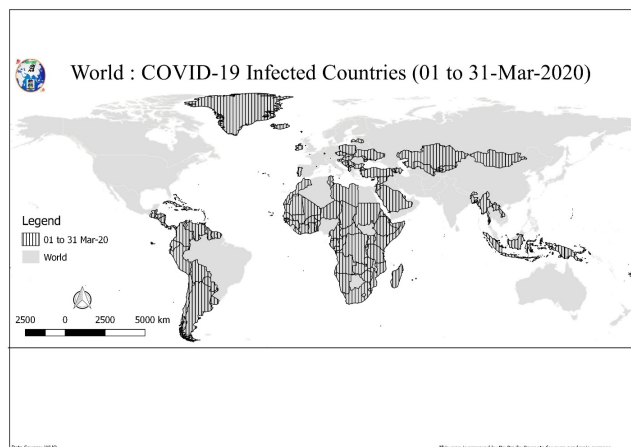 World : COVID-19 Infected Countries (01 to 31-Mar-2020)
Legend
01 to 31 Mar-20
World
2500 0 2500 5000 km